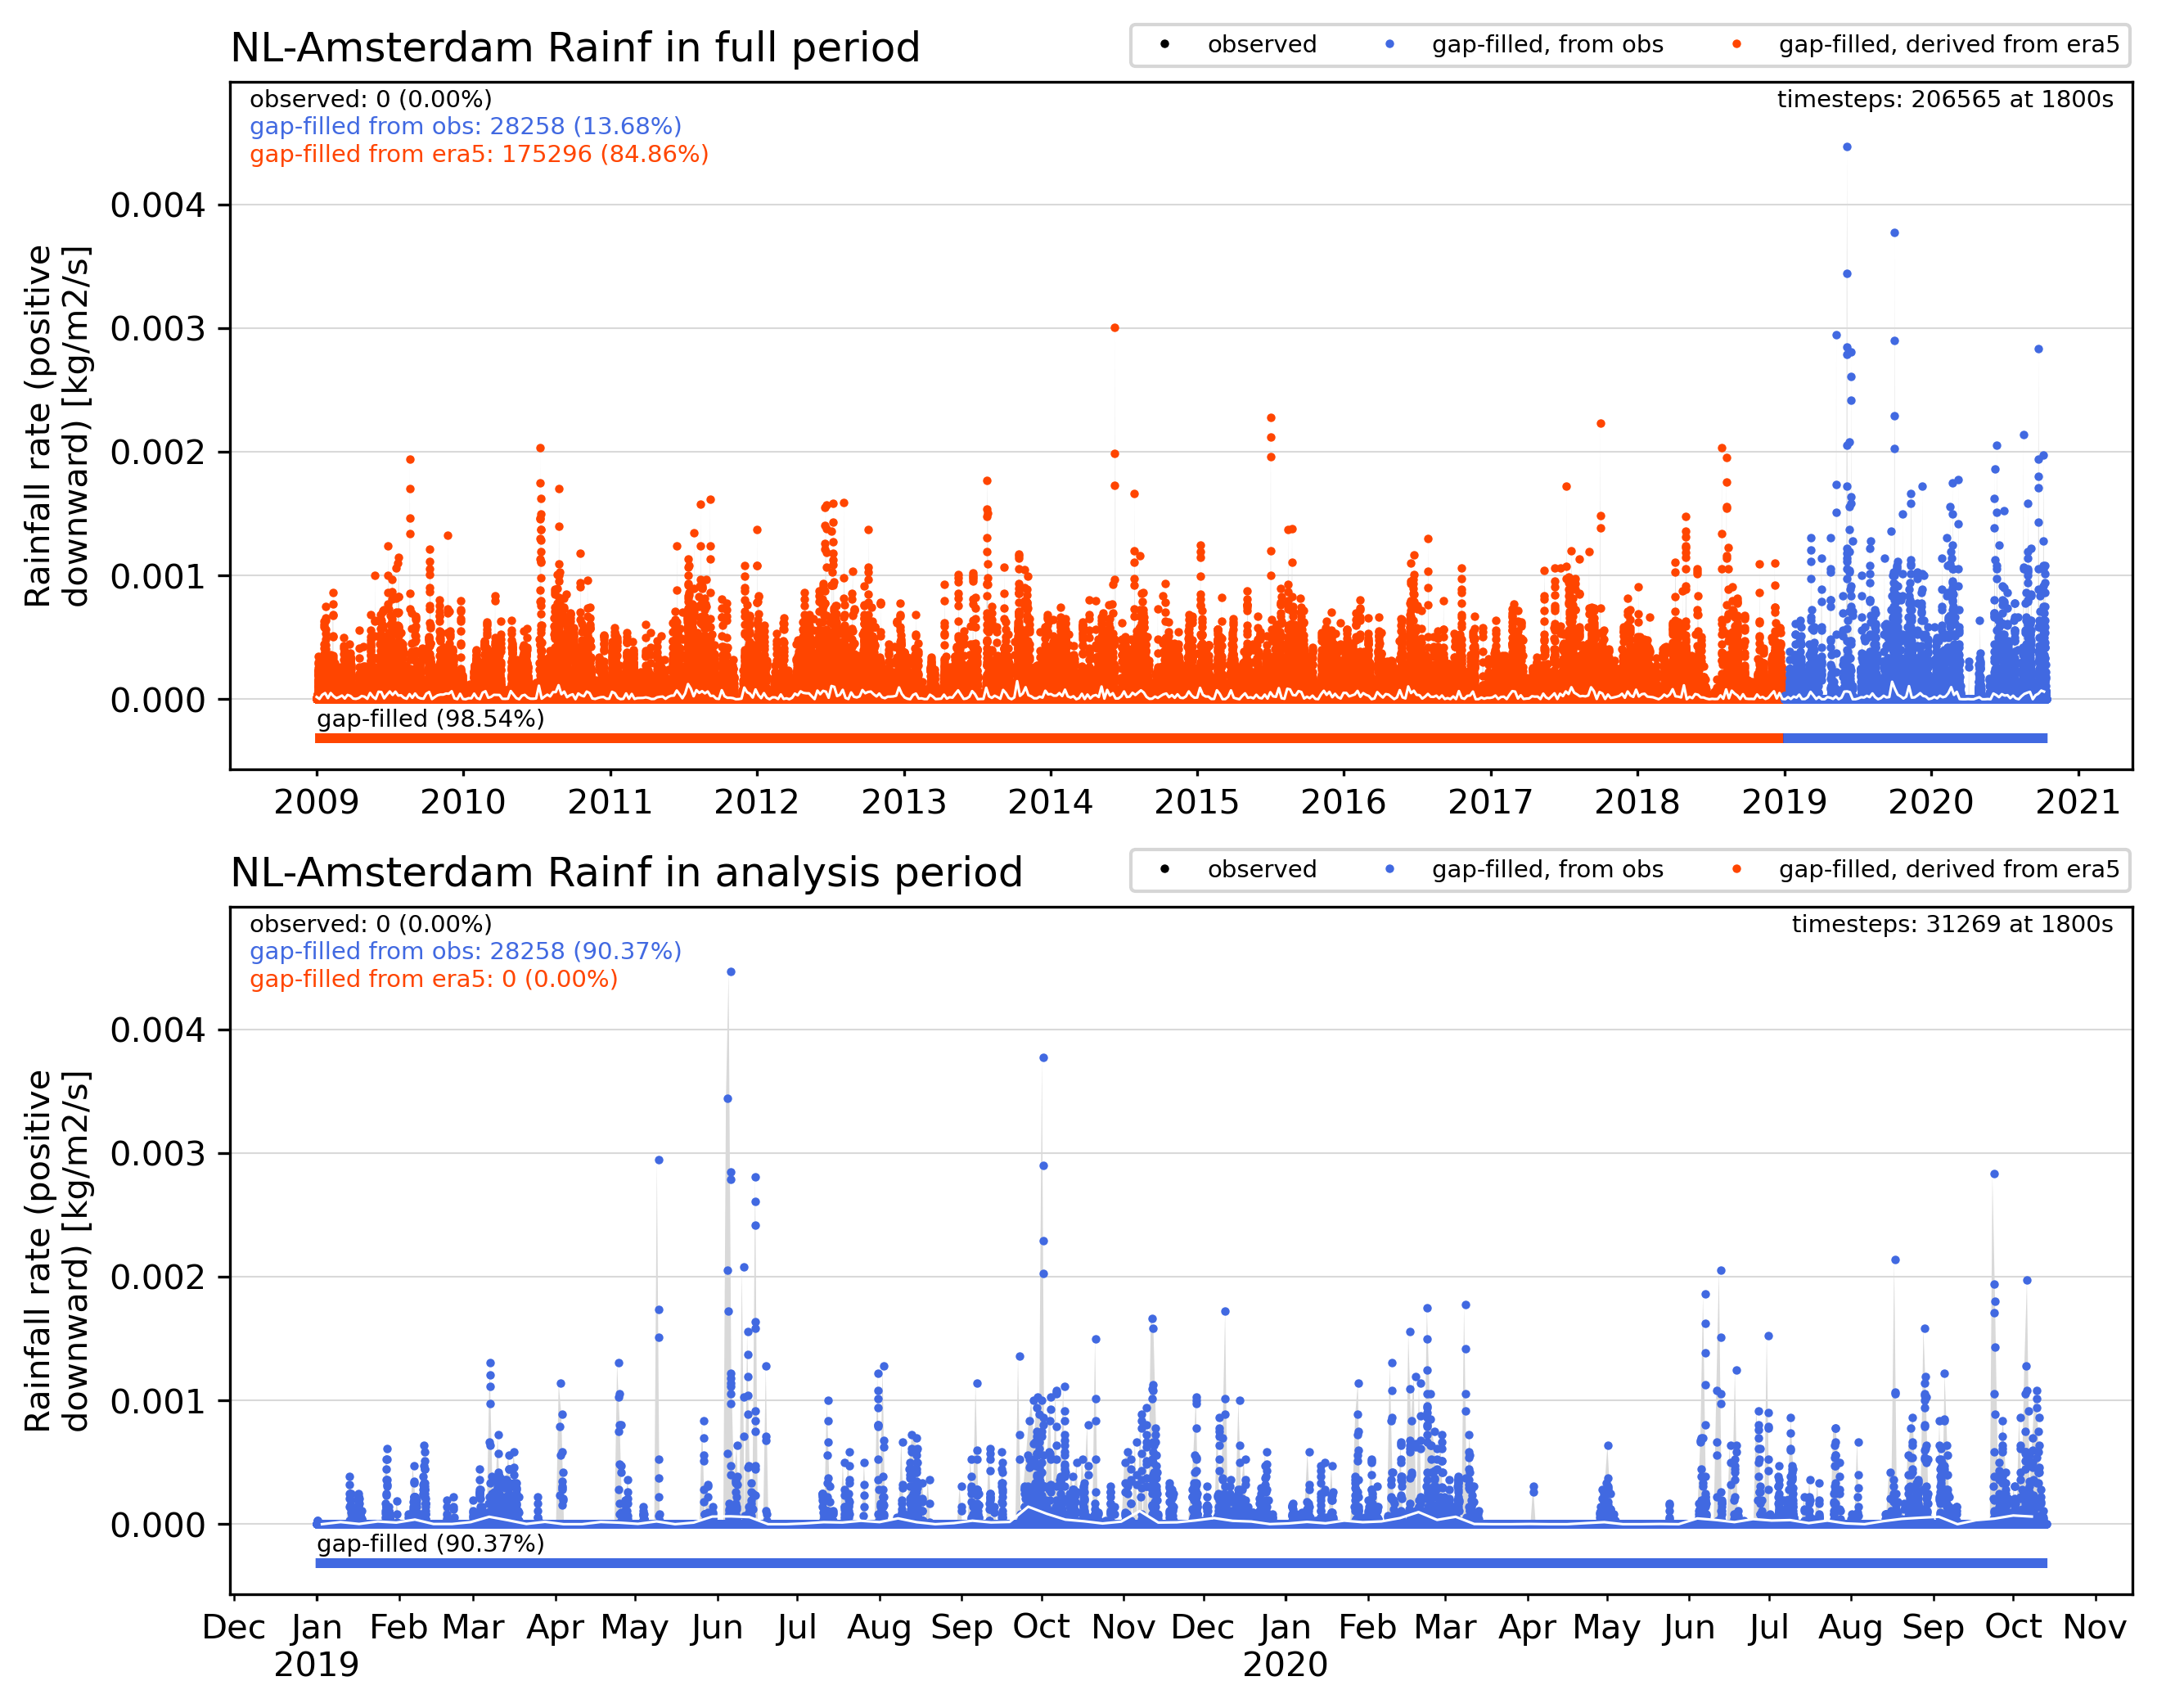 NL-Amsterdam Rainf in full period
observed
gap-filled, from obs
gap-filled, derived from era5
observed: 0 (0.00%)
gap-filled from obs: 28258 (13.68%)
gap-filled from era5: 175296 (84.86%)
timesteps: 206565 at 1800s
Rainfall rate (positive
downward) [kg/m2/s]
0.004
0.003
0.002
0.001
0.000
gap-filled (98.54%)
2009 2010 2011 2012 2013 2014 2015 2016 2017 2018 2019 2020 2021
NL-Amsterdam Rainf in analysis period
observed
gap-filled, from obs
gap-filled, derived from era5
observed: 0 (0.00%)
gap-filled from obs: 28258 (90.37%)
gap-filled from era5: 0 (0.00%)
timesteps: 31269 at 1800s
Rainfall rate (positive
downward) [kg/m2/s]
0.004
0.003
0.002
0.001
0.000
gap-filled (90.37%)
Dec Jan Feb Mar Apr May Jun Jul Aug Sep Oct Nov Dec Jan Feb Mar Apr May Jun Jul Aug Sep Oct Nov
2019 2020